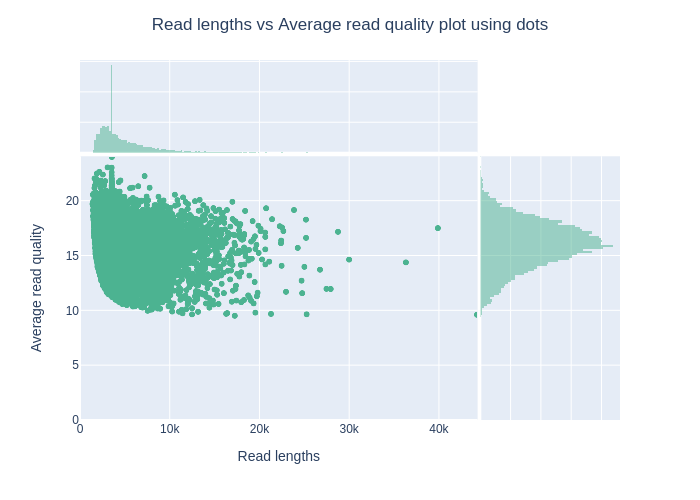 Read lengths vs Average read quality plot using dots
Average read quality
20
15
10
5
0
0 10k 20k 30k 40k
Read lengths